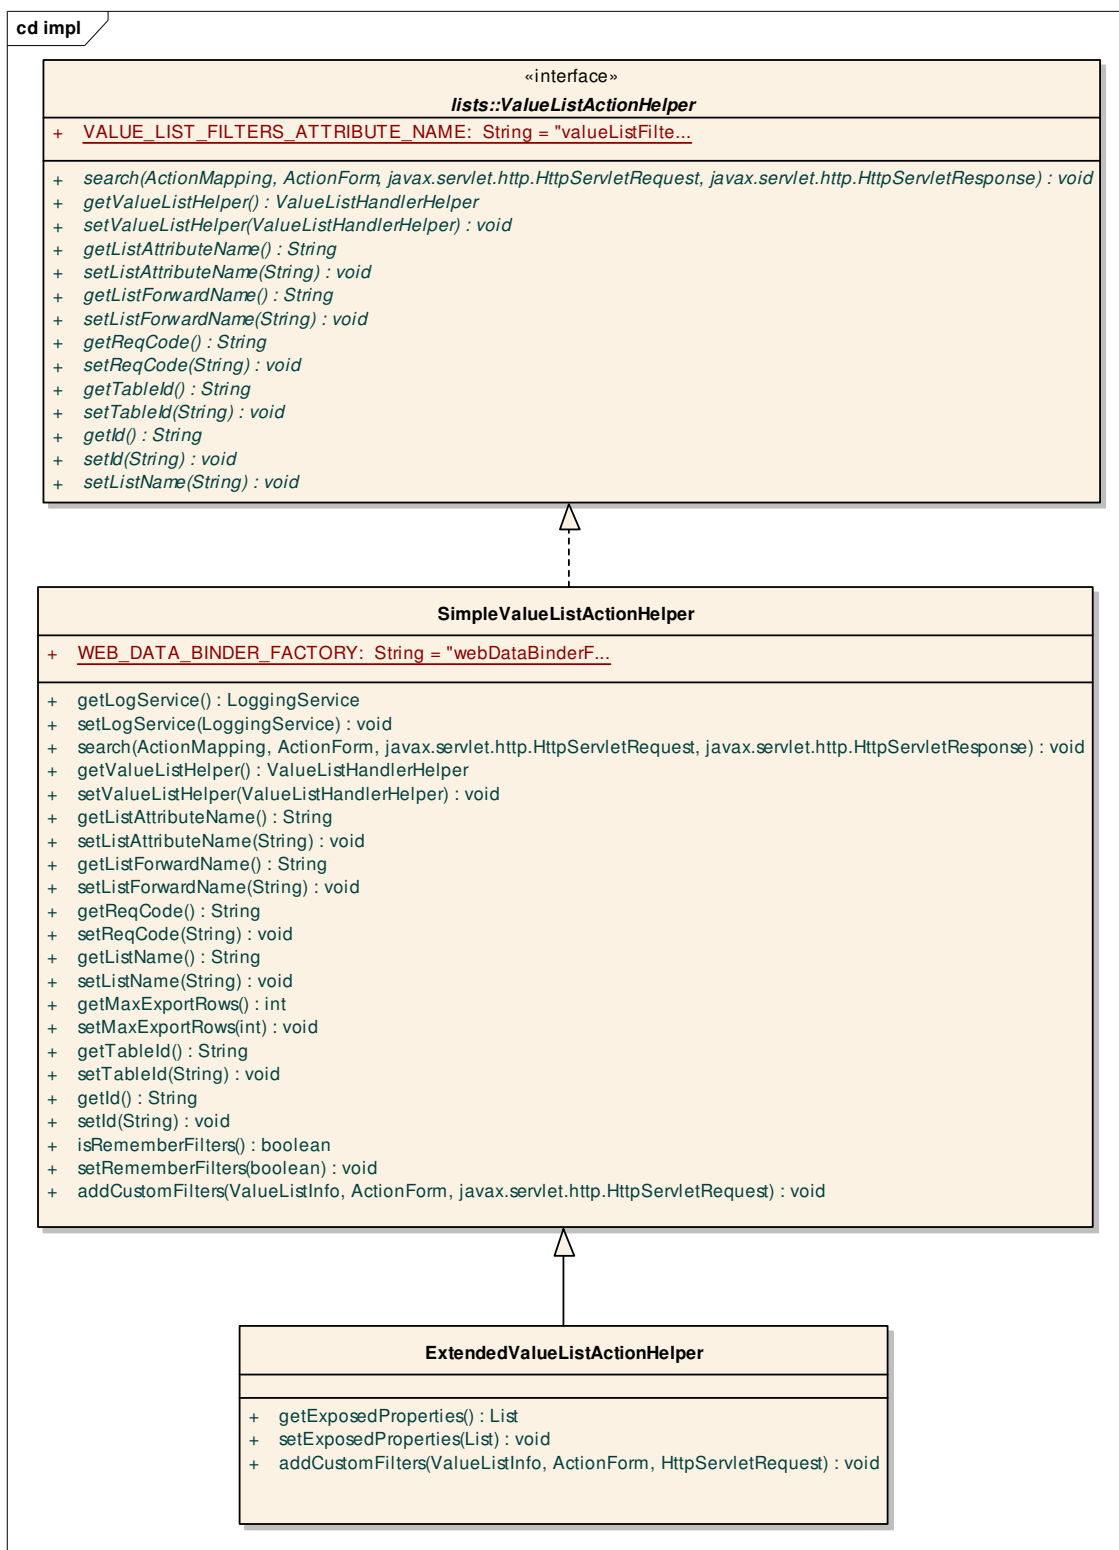 cd impl
«interface»
lists::ValueListActionHelper
+ VALUE_LIST_FILTERS_ATTRIBUTE_NAME: String = "valueListFilte...
+ search(ActionMapping, ActionForm, javax.servlet.http.HttpServletRequest, javax.servlet.http.HttpServletResponse) : void
+ getValueListHelper() : ValueListHandlerHelper
+ setValueListHelper(ValueListHandlerHelper) : void
+ getListAttributeName() : String
+ setListAttributeName(String) : void
+ getListForwardName() : String
+ setListForwardName(String) : void
+ getReqCode() : String
+ setReqCode(String) : void
+ getTableId() : String
+ setTableId(String) : void
+ getId() : String
+ setId(String) : void
+ setListName(String) : void
SimpleValueListActionHelper
+ WEB_DATA_BINDER_FACTORY: String = "webDataBinderF...
+ getLogService() : LoggingService
+ setLogService(LoggingService) : void
+ search(ActionMapping, ActionForm, javax.servlet.http.HttpServletRequest, javax.servlet.http.HttpServletResponse) : void
+ getValueListHelper() : ValueListHandlerHelper
+ setValueListHelper(ValueListHandlerHelper) : void
+ getListAttributeName() : String
+ setListAttributeName(String) : void
+ getListForwardName() : String
+ setListForwardName(String) : void
+ getReqCode() : String
+ setReqCode(String) : void
+ getListName() : String
+ setListName(String) : void
+ getMaxExportRows() : int
+ setMaxExportRows(int) : void
+ getTableId() : String
+ setTableId(String) : void
+ getId() : String
+ setId(String) : void
+ isRememberFilters() : boolean
+ setRememberFilters(boolean) : void
+ addCustomFilters(ValueListInfo, ActionForm, javax.servlet.http.HttpServletRequest) : void
ExtendedValueListActionHelper
+ getExposedProperties() : List
+ setExposedProperties(List) : void
+ addCustomFilters(ValueListInfo, ActionForm, HttpServletRequest) : void